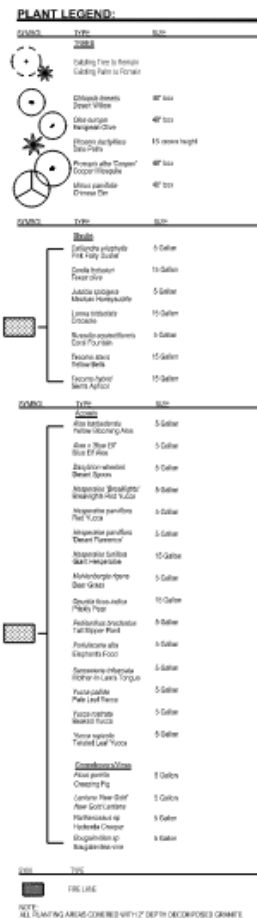 PLANT LEGEND:
SYMBOL TYPE SIZE
Trees
Existing Tree to Remain
Existing Palm to Remain
Chilopsis linearis 48" box
Desert Willow
Olea europa 48" box
European Olive
Phoenix dactylifera 15 crown height
Date Palm
Prosopis alba "Cooper" 48" box
Cooper Mesquite
Ulmus parvifolia 48" box
Chinese Elm
SYMBOL TYPE SIZE
Shrubs
Calliandra eriophylla 5 Gallon
Pink Fairy Duster
Cordia boissieri 15 Gallon
Texas Olive
Justicia spicigera 5 Gallon
Mexican Honeysuckle
15 Gallon
Russelia equisetiformis 5 Gallon
Coral Fountain
Tecoma stans 15 Gallon
Yellow Bells
Tecoma hybrid 15 Gallon
Sierra Apricot
SYMBOL TYPE SIZE
Accents
Aloe barbadensis 5 Gallon
Yellow Blooming Aloe
Aloe x 'Blue Elf' 5 Gallon
Blue Elf Aloe
Dasylirion wheeleri 5 Gallon
Desert Spoon
Hesperaloe 'Breaklights' 5 Gallon
Breaklights Red Yucca
Hesperaloe parviflora 5 Gallon
Red Yucca
Hesperaloe parviflora 5 Gallon
'Desert Flamenco'
Hesperaloe funifera 15 Gallon
Giant Hesperaloe
Muhlenbergia rigens 5 Gallon
Deer Grass
Opuntia ficus-indica 15 Gallon
Prickly Pear
Pedilanthus bracteatus 5 Gallon
Tall Slipper Plant
Portulacaria afra 5 Gallon
Elephants Food
Sansevieria trifasciata 5 Gallon
Mother-in-Law's Tongue
Yucca pallida 5 Gallon
Pale Leaf Yucca
Yucca rostrata 5 Gallon
Beaked Yucca
Yucca rupicola 5 Gallon
Twisted Leaf Yucca
Groundcovers/Vines
Ficus pumila 5 Gallon
Creeping Fig
Lantana 'New Gold' 5 Gallon
New Gold Lantana
Parthenocissus sp 5 Gallon
Hacienda Creeper
Bougainvillea sp 5 Gallon
Bougainvillea vine
TYPE
FIRE LANE
NOTE:
ALL PLANTING AREAS COVERED WITH 2" DEPTH DECOMPOSED GRANITE